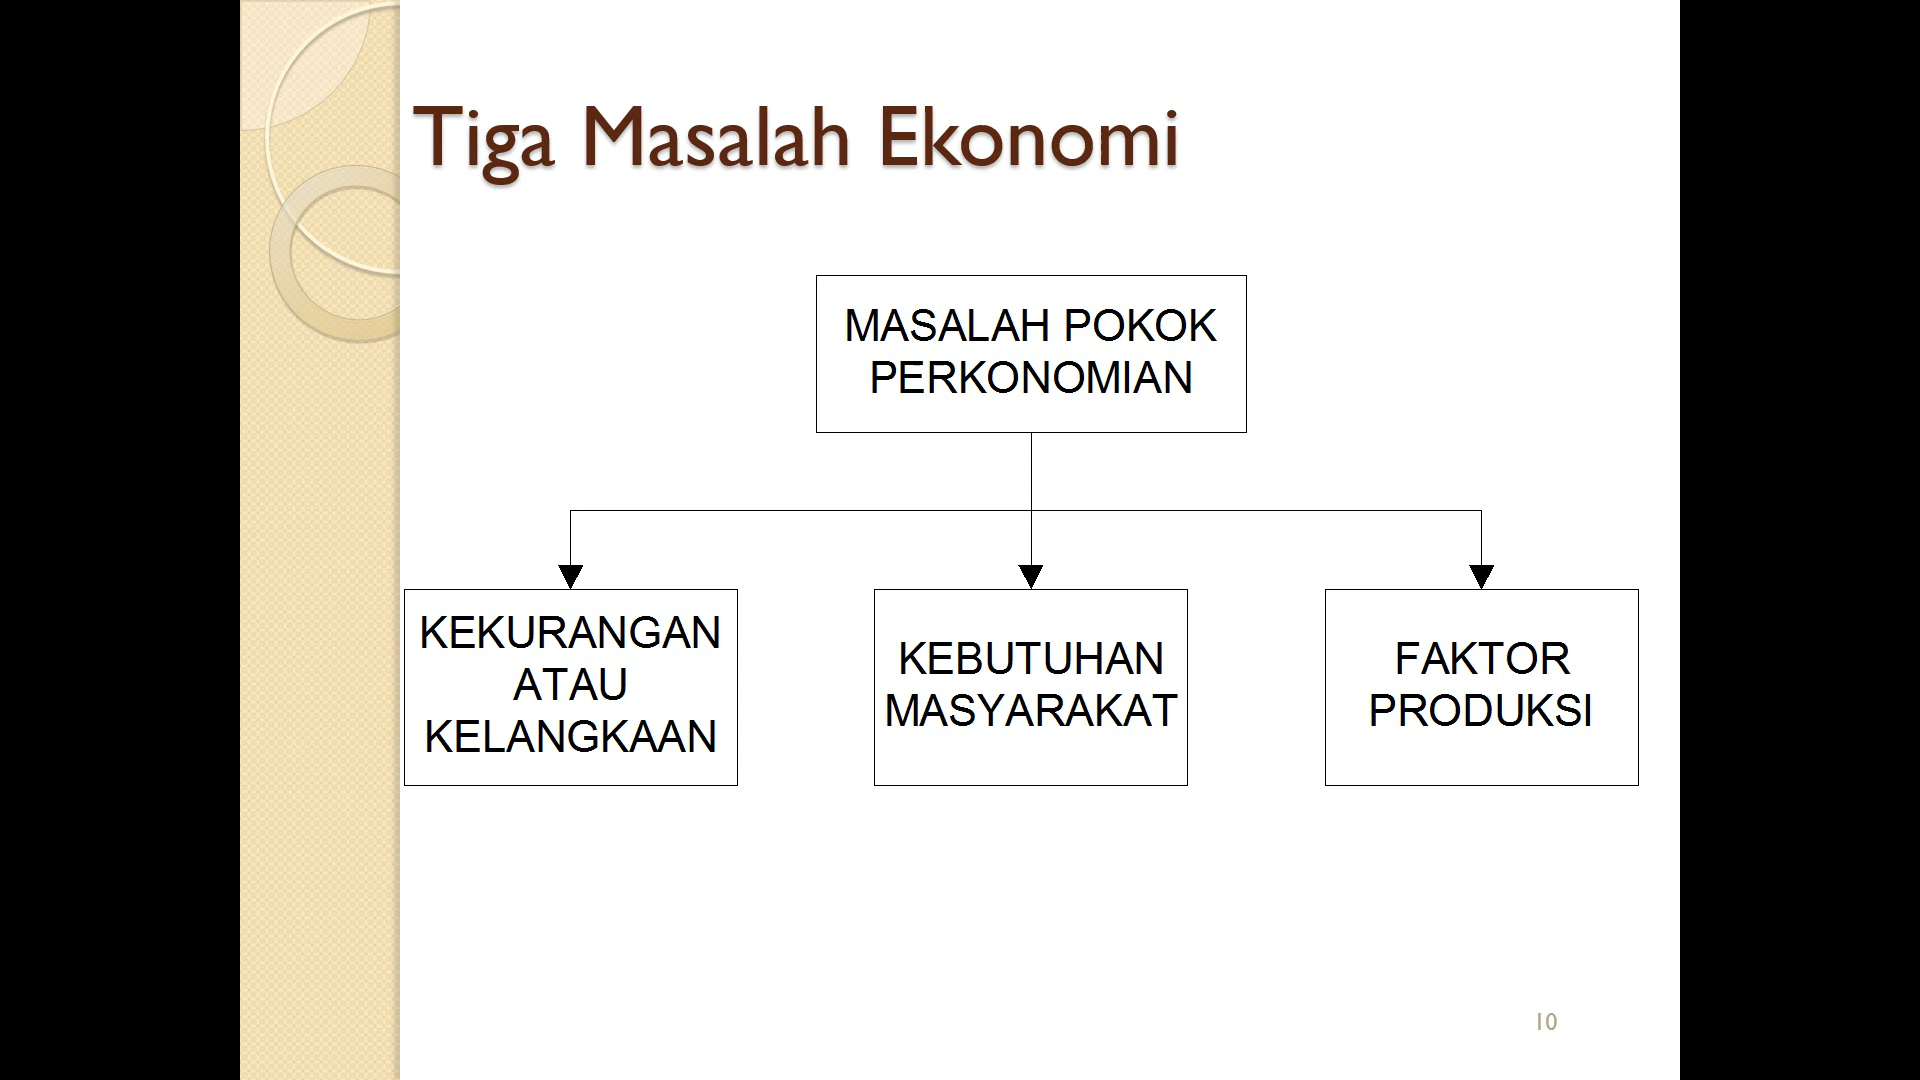 Tiga Masalah Ekonomi
MASALAH POKOK
PERKONOMIAN
KEKURANGAN
ATAU
KELANGKAAN
KEBUTUHAN
MASYARAKAT
FAKTOR
PRODUKSI
10